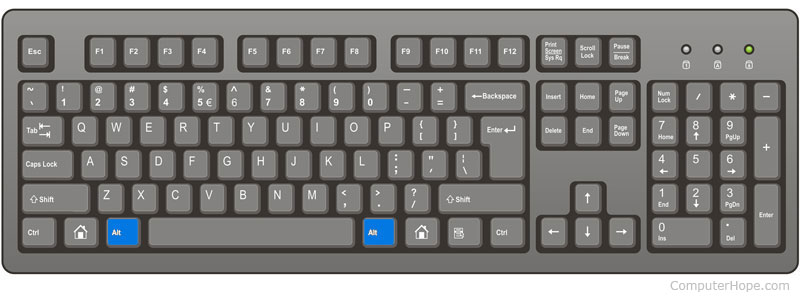 Esc F1 F2 F3 F4 F5 F6 F7 F8 F9 F10 F11 F12 Print Screen Sys Rq Scroll Lock Pause Break
1 A
~ ` ! 1 @ 2 # 3 $ 4 % 5 € ^ 6 & 7 * 8 ( 9 ) 0 – - + = ←Backspace Insert Home Page Up Num Lock / * –
Tab Q W E R T Y U I O P { [ } ] Enter Delete End Page Down 7 Home 8 ↑ 9 PgUp +
Caps Lock A S D F G H J K L : ; " , | \ 4 ← 5 6 →
⇧ Shift Z X C V B N M < , > . ? / ⇧ Shift ↑ 1 End 2 ↓ 3 PgDn Enter
Ctrl Alt Alt Ctrl ← ↓ → 0 Ins . Del
ComputerHope.com